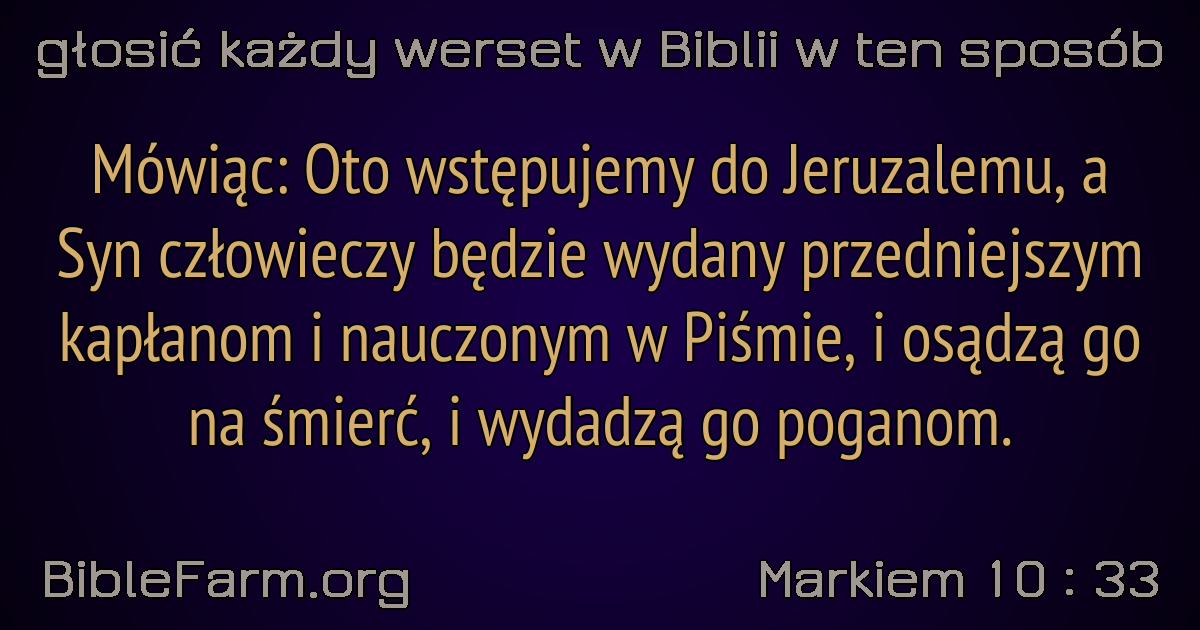 głosić każdy werset w Biblii w ten sposób
Mówiąc: Oto wstępujemy do Jeruzalemu, a
Syn człowieczy będzie wydany przedniejszym
kapłanom i nauczonym w Piśmie, i osądzą go
na śmierć, i wydadzą go poganom.
BibleFarm.org
Markiem 10 : 33